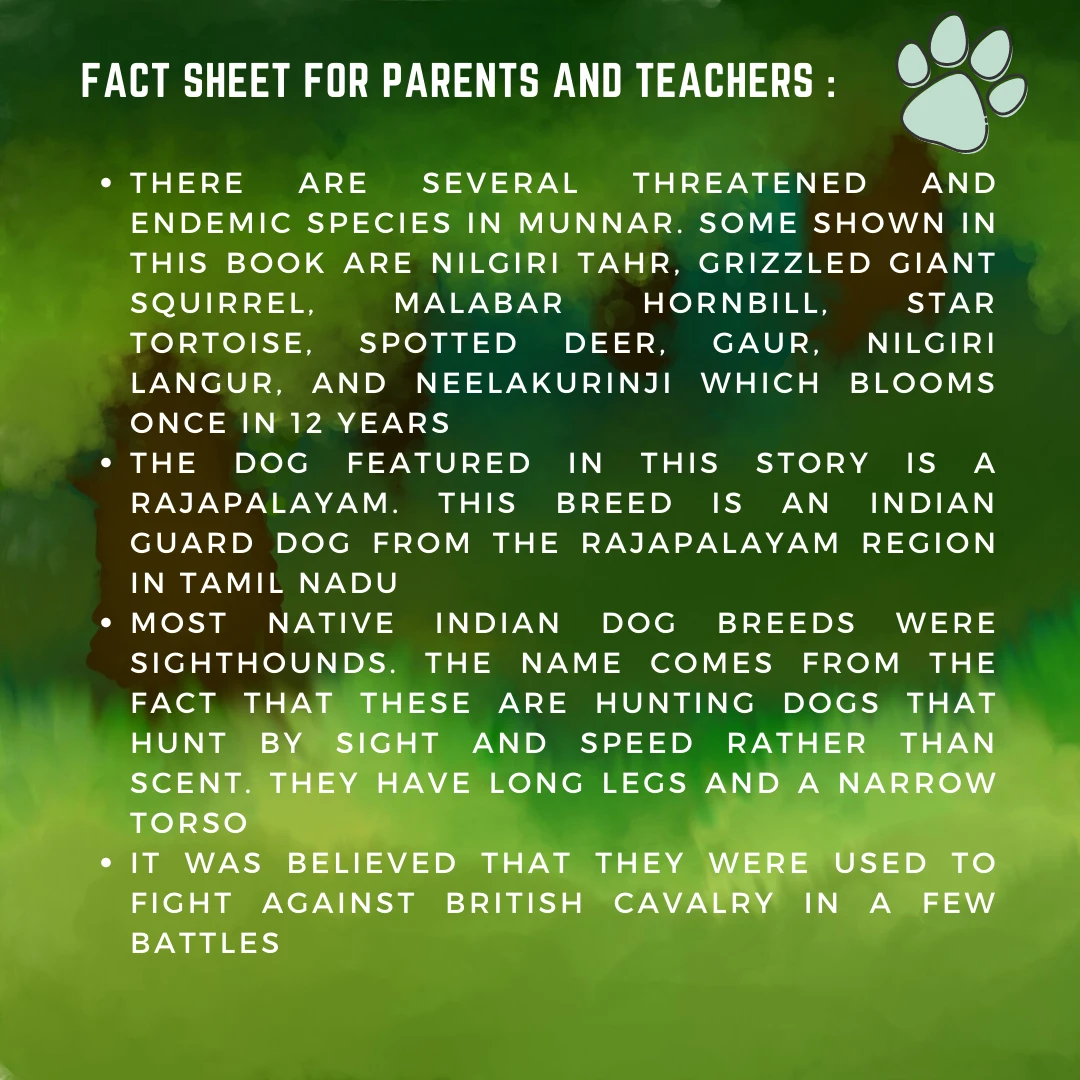 FACT SHEET FOR PARENTS AND TEACHERS :
• THERE ARE SEVERAL THREATENED AND
ENDEMIC SPECIES IN MUNNAR. SOME SHOWN IN
THIS BOOK ARE NILGIRI TAHR, GRIZZLED GIANT
SQUIRREL, MALABAR HORNBILL, STAR
TORTOISE, SPOTTED DEER, GAUR, NILGIRI
LANGUR, AND NEELAKURINJI WHICH BLOOMS
ONCE IN 12 YEARS
• THE DOG FEATURED IN THIS STORY IS A
RAJAPALAYAM. THIS BREED IS AN INDIAN
GUARD DOG FROM THE RAJAPALAYAM REGION
IN TAMIL NADU
• MOST NATIVE INDIAN DOG BREEDS WERE
SIGHTHOUNDS. THE NAME COMES FROM THE
FACT THAT THESE ARE HUNTING DOGS THAT
HUNT BY SIGHT AND SPEED RATHER THAN
SCENT. THEY HAVE LONG LEGS AND A NARROW
TORSO
• IT WAS BELIEVED THAT THEY WERE USED TO
FIGHT AGAINST BRITISH CAVALRY IN A FEW
BATTLES